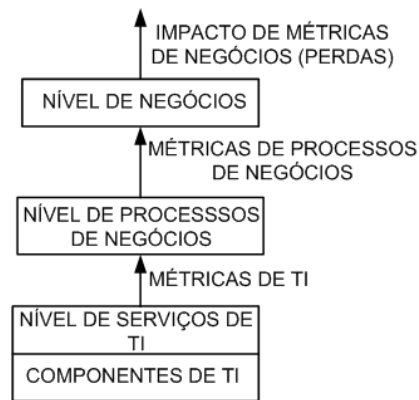 IMPACTO DE MÉTRICAS
DE NEGÓCIOS (PERDAS)
NÍVEL DE NEGÓCIOS
MÉTRICAS DE PROCESSOS
DE NEGÓCIOS
NÍVEL DE PROCESSSOS
DE NEGÓCIOS
MÉTRICAS DE TI
NÍVEL DE SERVIÇOS DE
TI
COMPONENTES DE TI